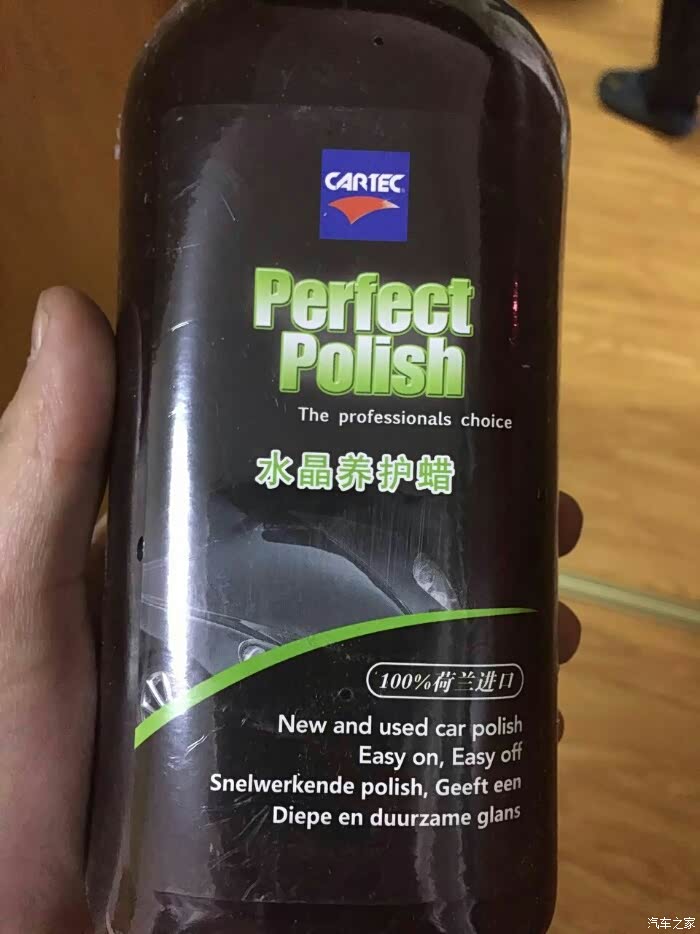 CARTEC
Perfect
Polish
The professionals choice
水晶养护蜡
100%荷兰进口
New and used car polish
Easy on, Easy off
Snelwerkende polish, Geeft een
Diepe en duurzame glans
汽车之家